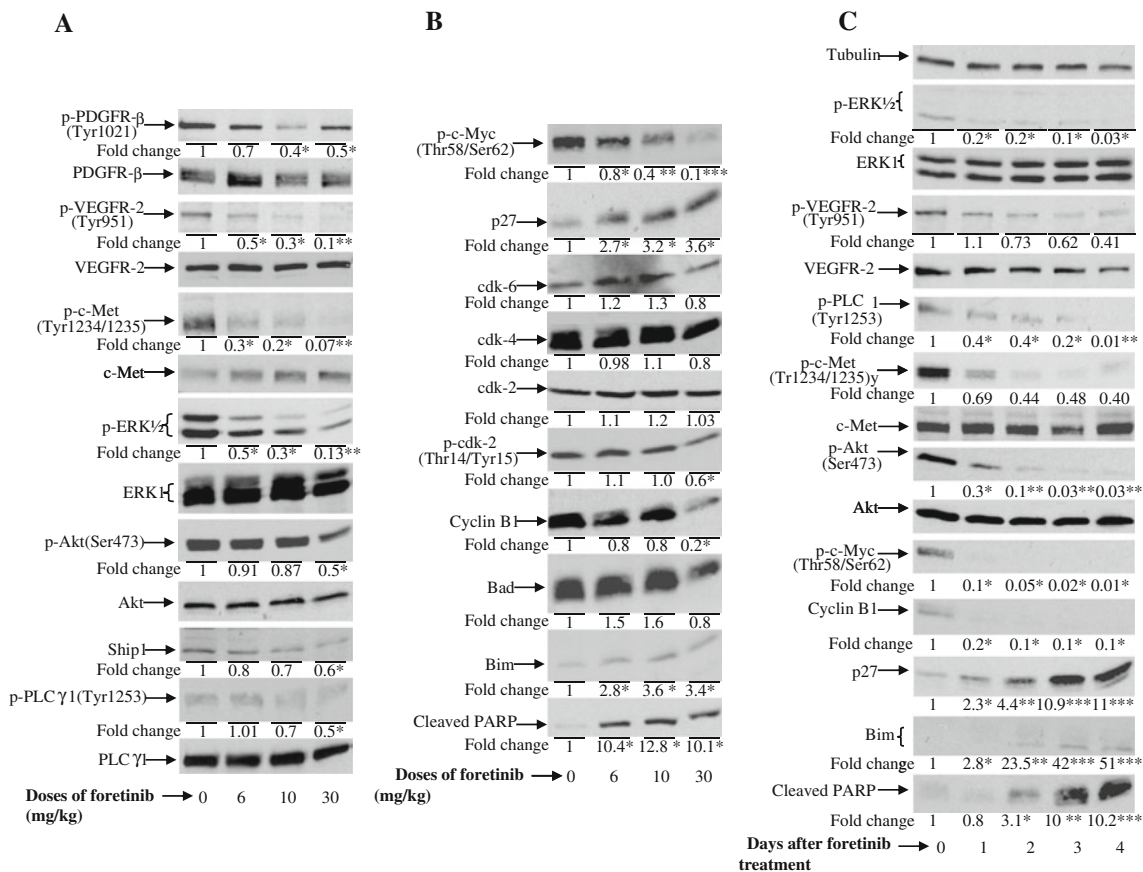 A
p-PDGFR-β
(Tyr1021)
Fold change 1 0.7 0.4* 0.5*
PDGFR-β
p-VEGFR-2
(Tyr951)
Fold change 1 0.5* 0.3* 0.1**
VEGFR-2
p-c-Met
(Tyr1234/1235)
Fold change 1 0.3* 0.2* 0.07**
c-Met
p-ERK½
Fold change 1 0.5* 0.3* 0.13**
ERK1
p-Akt(Ser473)
Fold change 1 0.91 0.87 0.5*
Akt
Ship1
Fold change 1 0.8 0.7 0.6*
p-PLCγ1(Tyr1253)
Fold change 1 1.01 0.7 0.5*
PLCγ1
Doses of foretinib 0 6 10 30
(mg/kg)
B
p-c-Myc
(Thr58/Ser62)
Fold change 1 0.8* 0.4 ** 0.1***
p27
Fold change 1 2.7* 3.2 * 3.6*
cdk-6
Fold change 1 1.2 1.3 0.8
cdk-4
Fold change 1 0.98 1.1 0.8
cdk-2
Fold change 1 1.1 1.2 1.03
p-cdk-2
(Thr14/Tyr15)
Fold change 1 1.1 1.0 0.6*
Cyclin B1
Fold change 1 0.8 0.8 0.2*
Bad
Fold change 1 1.5 1.6 0.8
Bim
Fold change 1 2.8* 3.6 * 3.4*
Cleaved PARP
Fold change 1 10.4* 12.8 * 10.1*
Doses of foretinib 0 6 10 30
(mg/kg)
C
Tubulin
p-ERK½
Fold change 1 0.2* 0.2* 0.1* 0.03*
ERK1
p-VEGFR-2
(Tyr951)
Fold change 1 1.1 0.73 0.62 0.41
VEGFR-2
p-PLC 1
(Tyr1253)
Fold change 1 0.4* 0.4* 0.2* 0.01**
p-c-Met
(Tr1234/1235)y
Fold change 1 0.69 0.44 0.48 0.40
c-Met
p-Akt
(Ser473)
1 0.3* 0.1** 0.03** 0.03**
Akt
p-c-Myc
(Thr58/Ser62)
Fold change 1 0.1* 0.05* 0.02* 0.01*
Cyclin B1
Fold change 1 0.2* 0.1* 0.1* 0.1*
p27
1 2.3* 4.4** 10.9*** 11***
Bim
Fold change 1 2.8* 23.5** 42*** 51***
Cleaved PARP
Fold change 1 0.8 3.1* 10 ** 10.2***
Days after foretinib 0 1 2 3 4
treatment